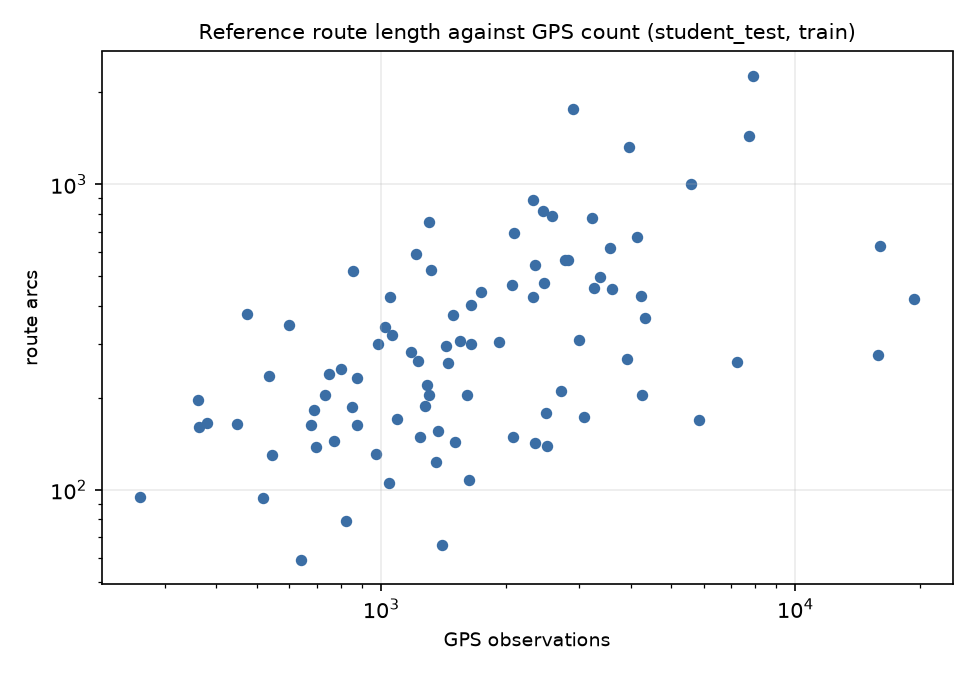 Reference route length against GPS count (student_test, train)
route arcs
10³
10²
10³
10⁴
GPS observations